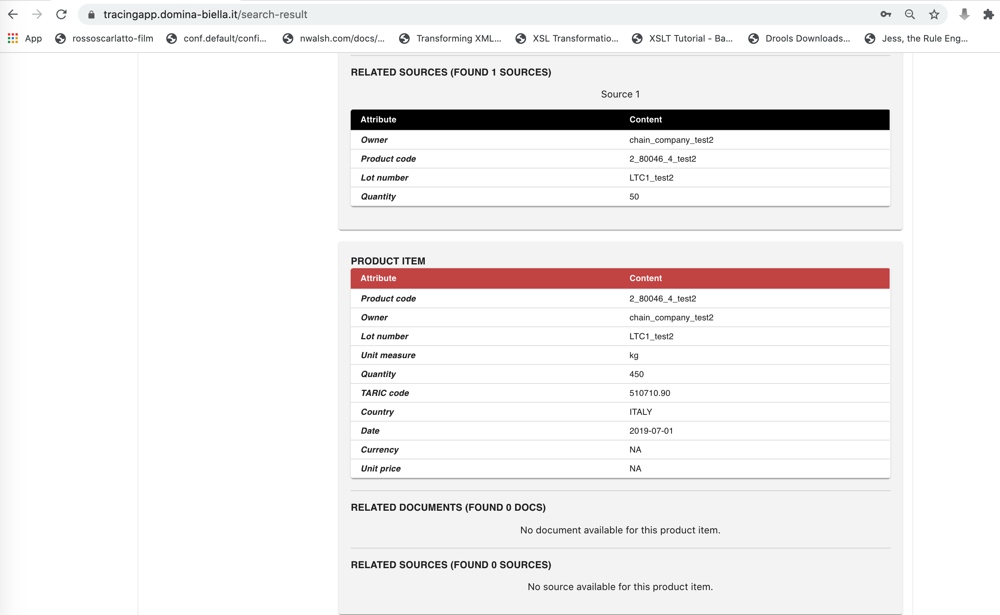 tracingapp.domina-biella.it/search-result
App rossoscarlatto-film conf.default/confi... nwalsh.com/docs/... Transforming XML... XSL Transformatio... XSLT Tutorial - Ba... Drools Downloads... Jess, the Rule Eng...
RELATED SOURCES (FOUND 1 SOURCES)
Source 1
Attribute Content
Owner chain_company_test2
Product code 2_80046_4_test2
Lot number LTC1_test2
Quantity 50
PRODUCT ITEM
Attribute Content
Product code 2_80046_4_test2
Owner chain_company_test2
Lot number LTC1_test2
Unit measure kg
Quantity 450
TARIC code 510710.90
Country ITALY
Date 2019-07-01
Currency NA
Unit price NA
RELATED DOCUMENTS (FOUND 0 DOCS)
No document available for this product item.
RELATED SOURCES (FOUND 0 SOURCES)
No source available for this product item.